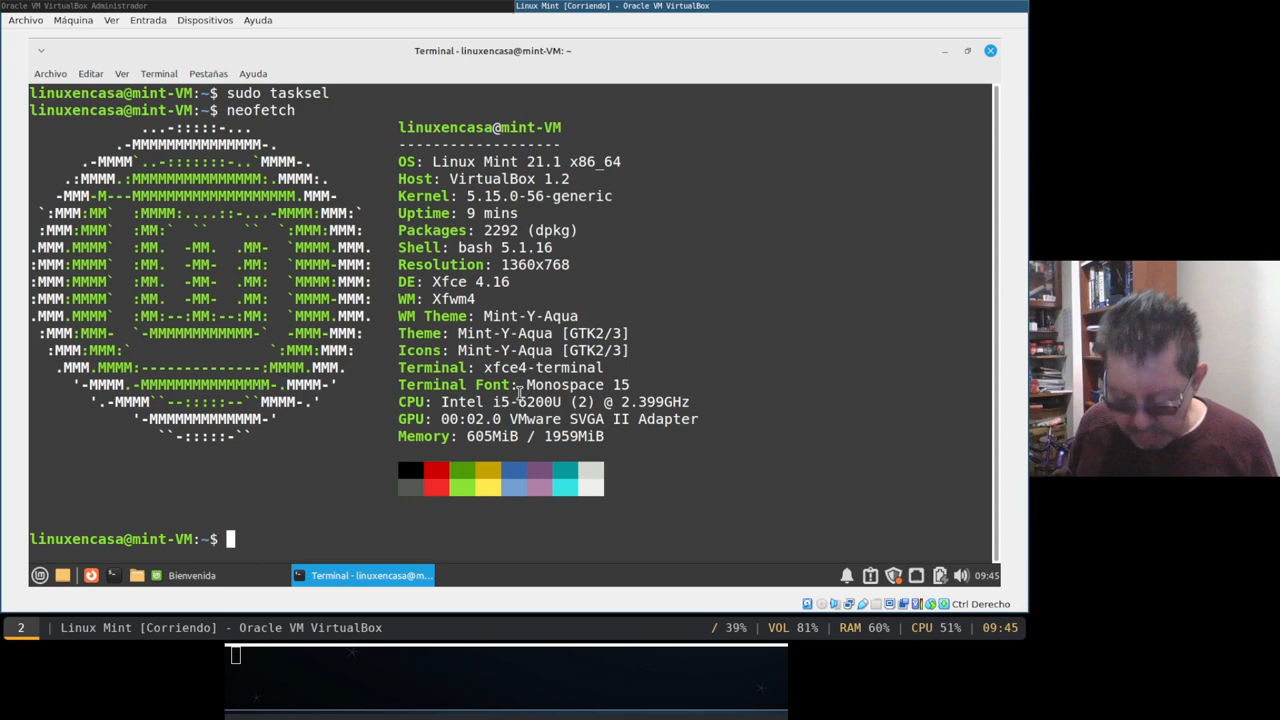 Oracle VM VirtualBox Administrador
Linux Mint [Corriendo] - Oracle VM VirtualBox
Archivo Máquina Ver Entrada Dispositivos Ayuda
Terminal - linuxencasa@mint-VM: ~
Archivo Editar Ver Terminal Pestañas Ayuda
linuxencasa@mint-VM:~$ sudo tasksel
linuxencasa@mint-VM:~$ neofetch
linuxencasa@mint-VM
------------------
OS: Linux Mint 21.1 x86_64
Host: VirtualBox 1.2
Kernel: 5.15.0-56-generic
Uptime: 9 mins
Packages: 2292 (dpkg)
Shell: bash 5.1.16
Resolution: 1360x768
DE: Xfce 4.16
WM: Xfwm4
WM Theme: Mint-Y-Aqua
Theme: Mint-Y-Aqua [GTK2/3]
Icons: Mint-Y-Aqua [GTK2/3]
Terminal: xfce4-terminal
Terminal Font: Monospace 15
CPU: Intel i5-6200U (2) @ 2.399GHz
GPU: 00:02.0 VMware SVGA II Adapter
Memory: 605MiB / 1959MiB
linuxencasa@mint-VM:~$
Bienvenida
Terminal - linuxencasa@m...
09:45
Ctrl Derecho
2 | Linux Mint [Corriendo] - Oracle VM VirtualBox
/ 39% | VOL 81% | RAM 60% | CPU 51% | 09:45